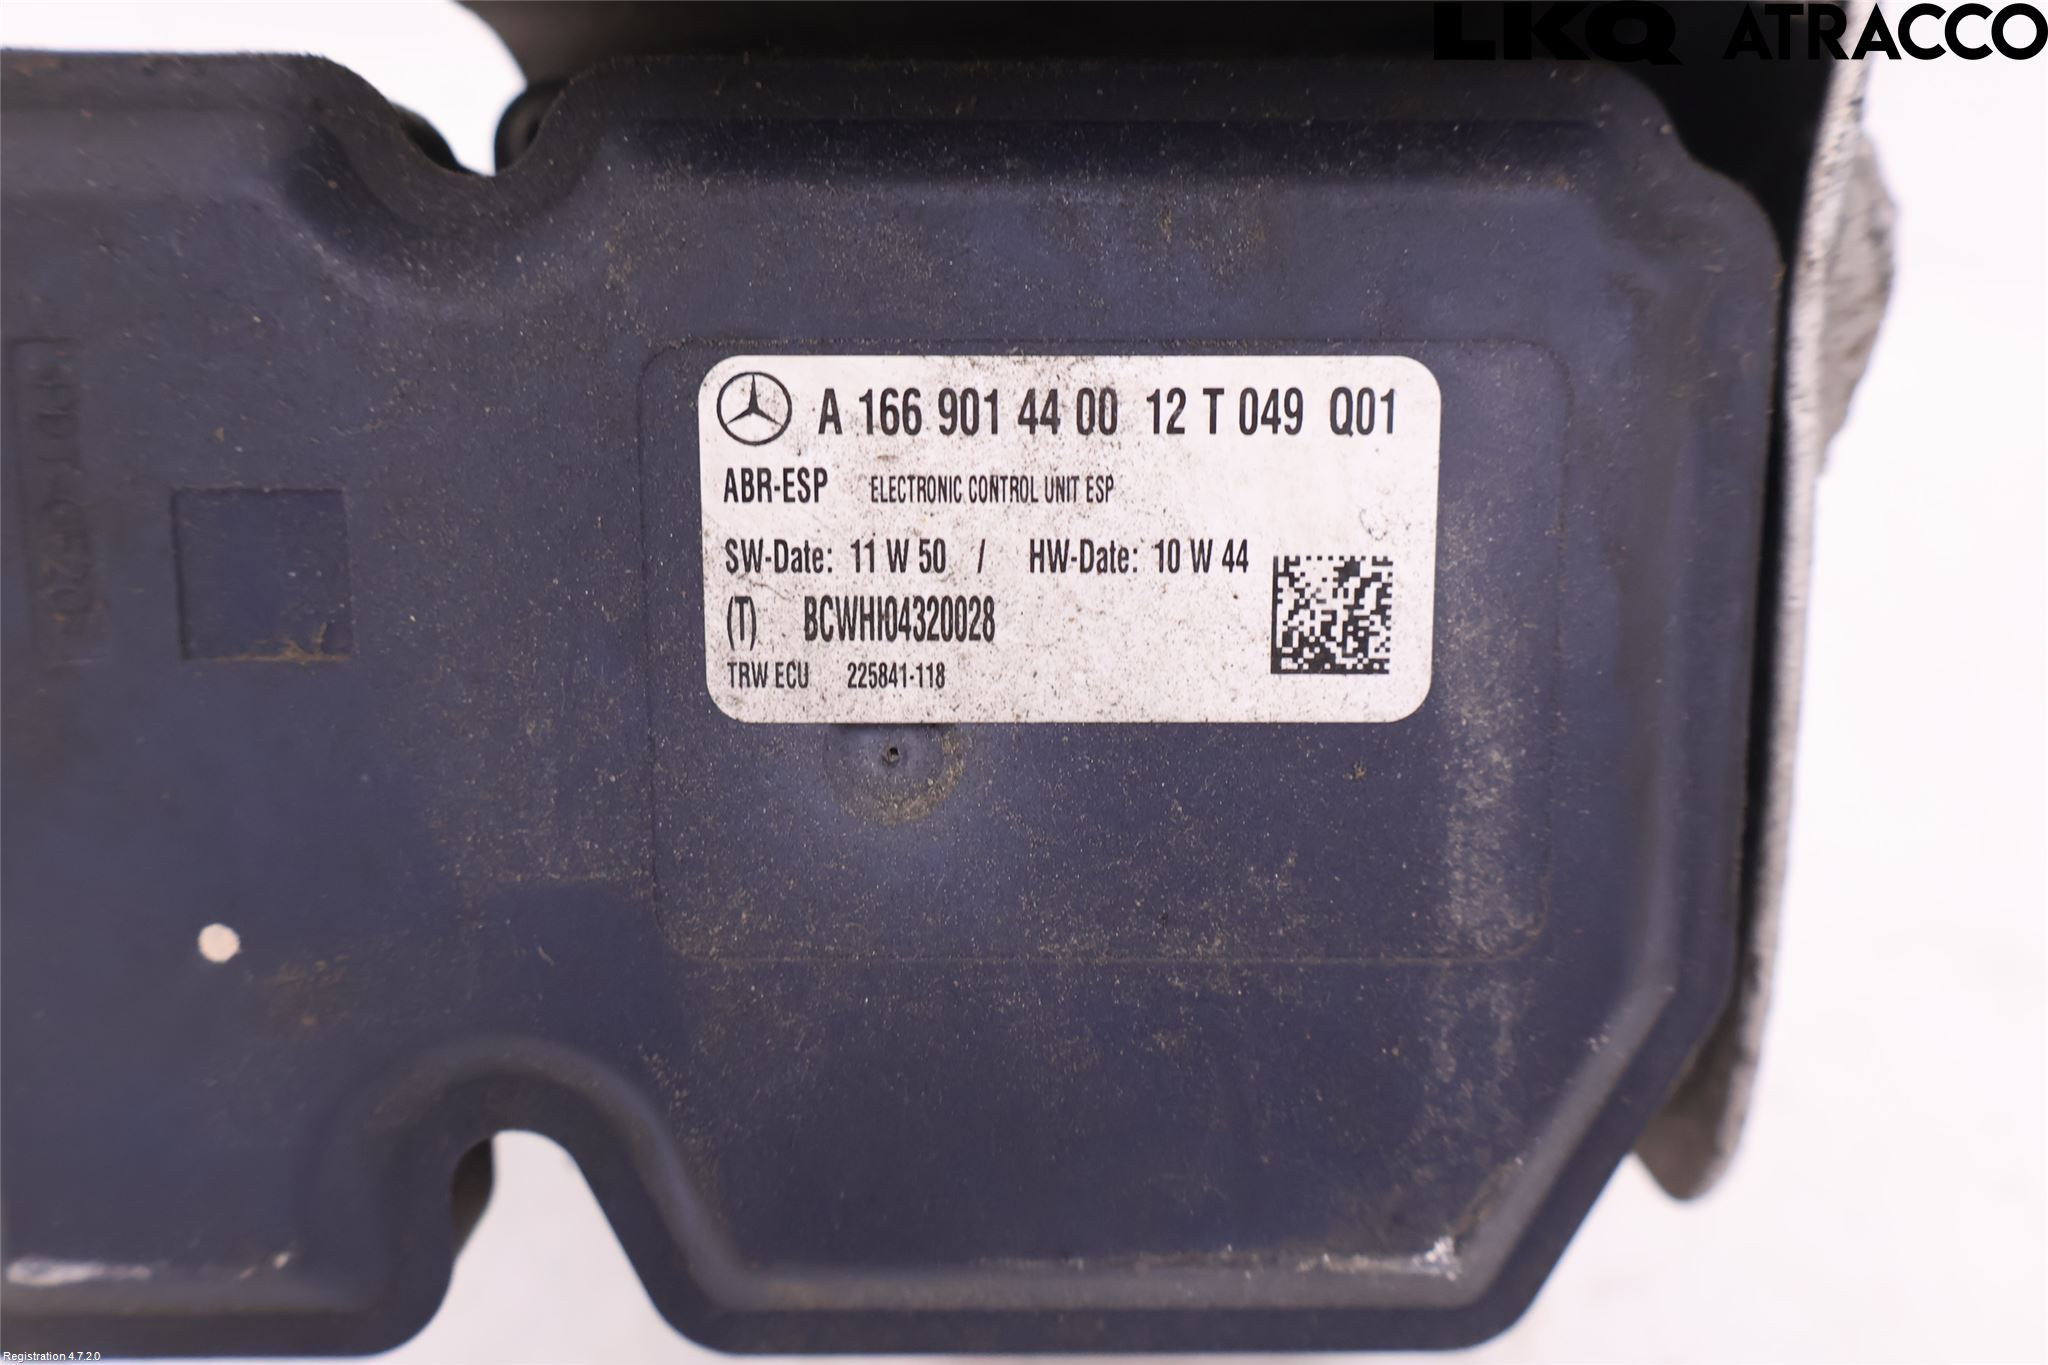 LKQ ATRACCO
A 166 901 44 00 12 T 049 Q01
ABR-ESP ELECTRONIC CONTROL UNIT ESP
SW-Date: 11 W 50 / HW-Date: 10 W 44
(T) BCWHI04320028
TRW ECU 225841-118
Registration 4.7.2.0